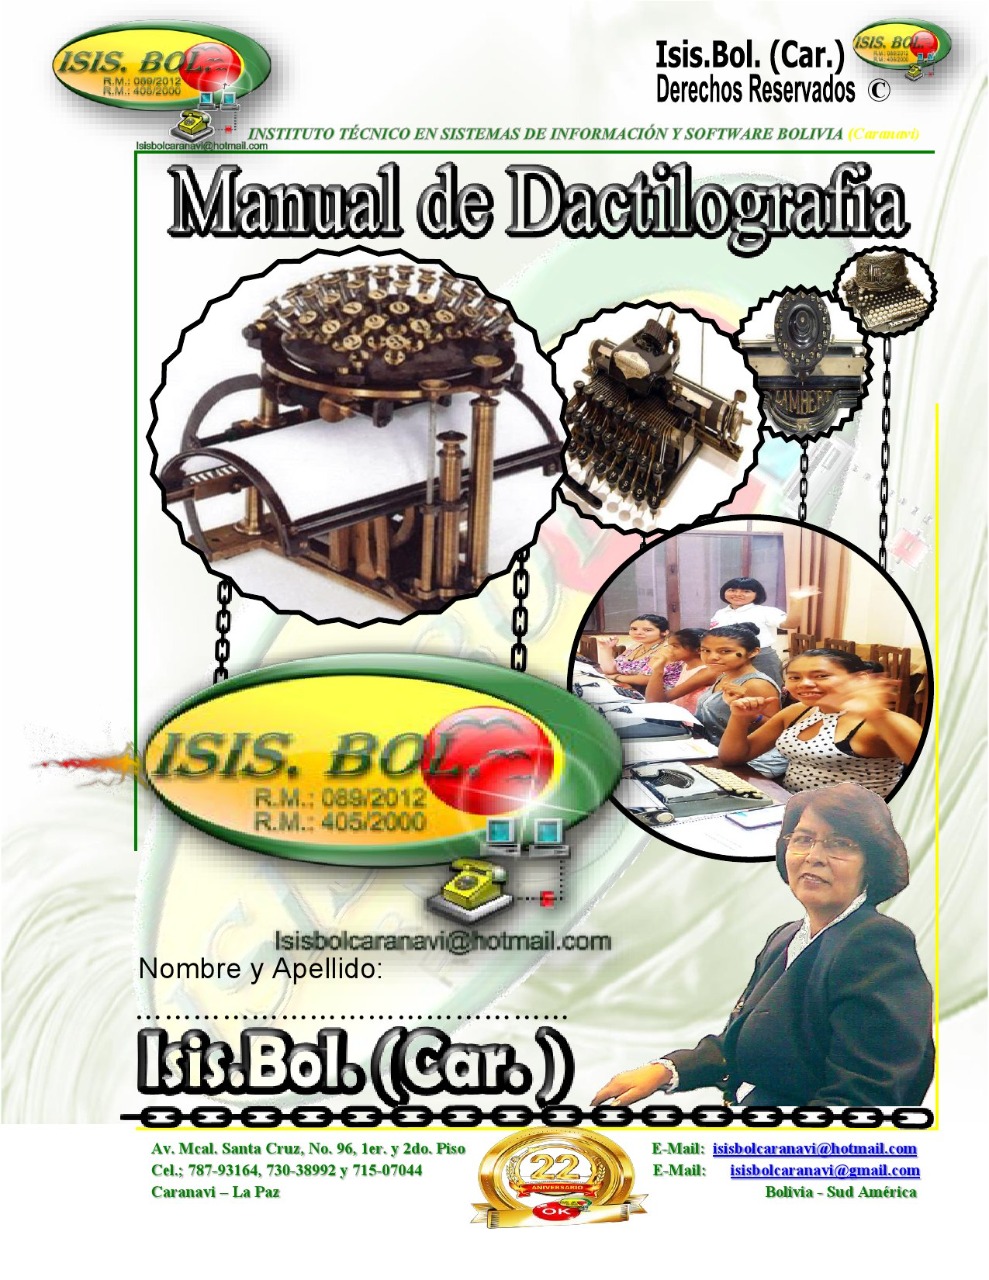 ISIS. BOL.
R.M.: 089/2012
R.M.: 405/2000
Isisbolcaranavi@hotmail.com
Isis.Bol. (Car.)
Derechos Reservados ©
ISIS. BOL.
INSTITUTO TÉCNICO EN SISTEMAS DE INFORMACIÓN Y SOFTWARE BOLIVIA (Caranavi)
Manual de Dactilografia
LAMBERT
ISIS. BOL.
R.M.: 089/2012
R.M.: 405/2000
Isisbolcaranavi@hotmail.com
Nombre y Apellido:
Isis.Bol. (Car. )
Av. Mcal. Santa Cruz, No. 96, 1er. y 2do. Piso
Cel.; 787-93164, 730-38992 y 715-07044
Caranavi – La Paz
22
ANIVERSARIO
OK
E-Mail: isisbolcaranavi@hotmail.com
E-Mail: isisbolcaranavi@gmail.com
Bolivia - Sud América